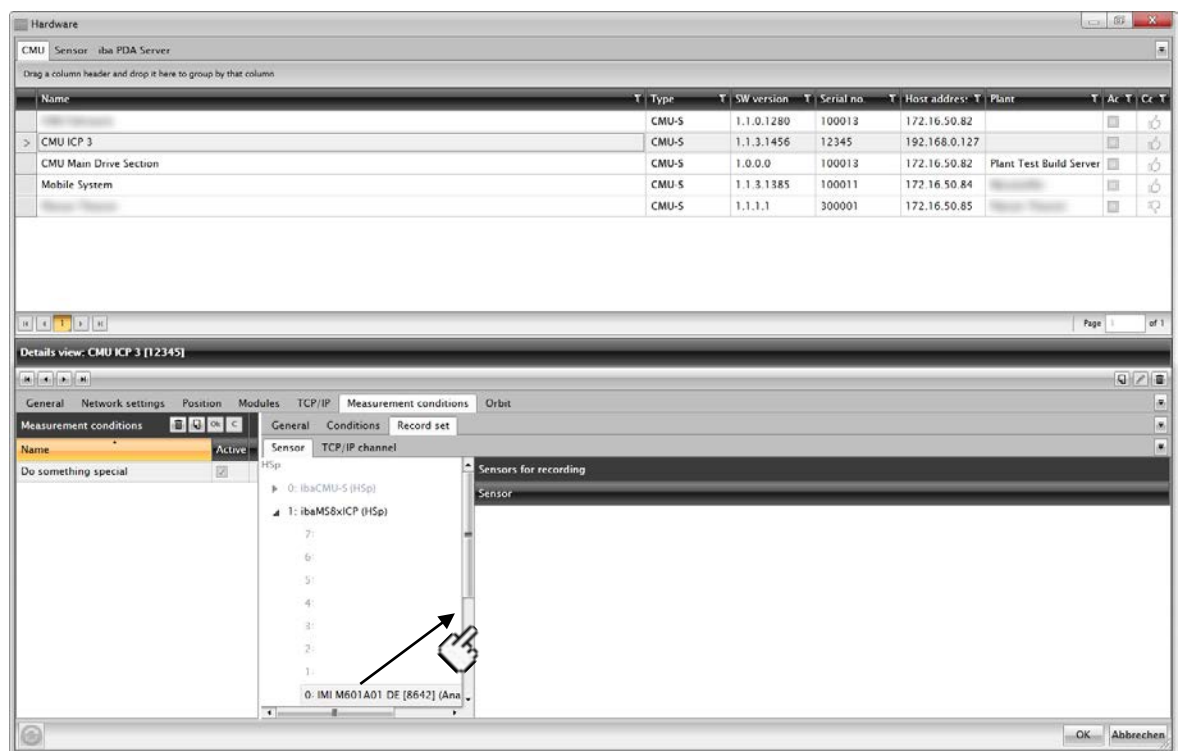 Hardware
CMU Sensor iba PDA Server
Drag a column header and drop it here to group by that column
Name Type SW version Serial no. Host addres: Plant Ac Cc
CMU-S 1.1.0.1280 100013 172.16.50.82
> CMU ICP 3 CMU-S 1.1.3.1456 12345 192.168.0.127
CMU Main Drive Section CMU-S 1.0.0.0 100013 172.16.50.82 Plant Test Build Server
Mobile System CMU-S 1.1.3.1385 100011 172.16.50.84
CMU-S 1.1.1.1 300001 172.16.50.85
1 Page 1 of 1
Details view: CMU ICP 3 [12345]
General Network settings Position Modules TCP/IP Measurement conditions Orbit
Measurement conditions Ok C General Conditions Record set
Name Active Sensor TCP/IP channel
Do something special HSp Sensors for recording
0: ibaCMU-S (HSp) Sensor
1: ibaMS8xICP (HSp)
7:
6:
5:
4:
3:
2:
1:
0: IMI M601A01 DE [8642] (Ana
OK Abbrechen